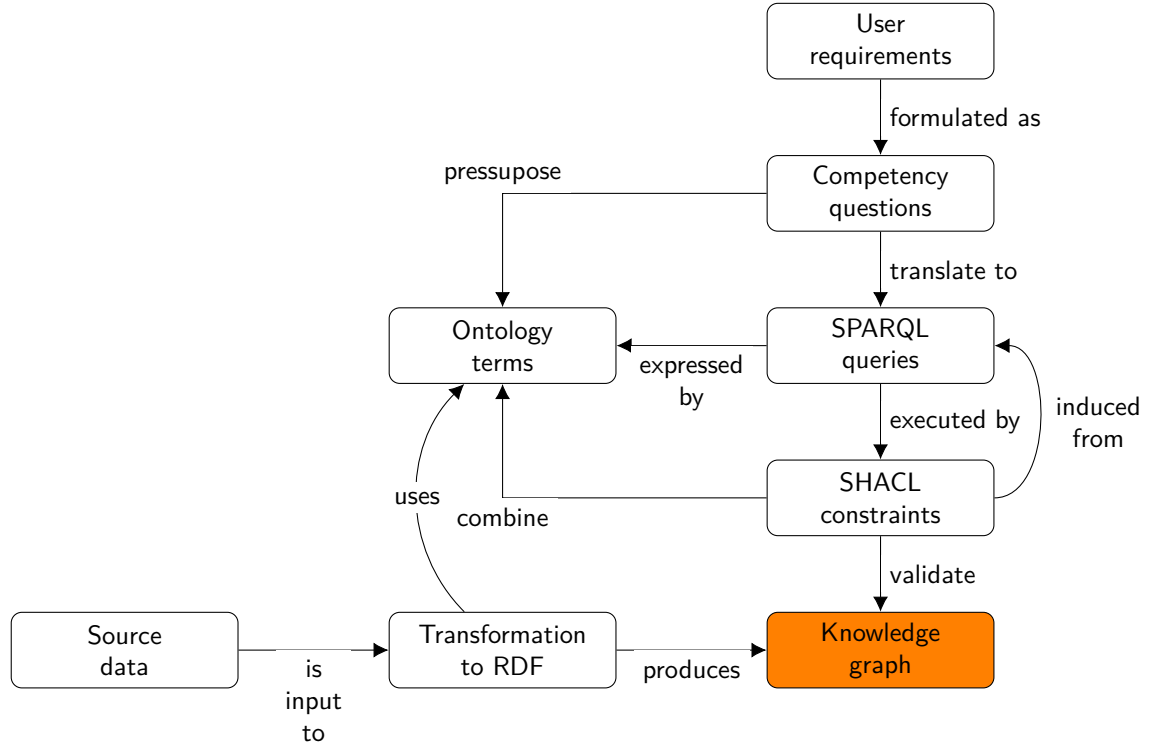 User
requirements
formulated as
pressupose
Competency
questions
translate to
Ontology
terms
expressed
by
SPARQL
queries
induced
from
executed by
uses
combine
SHACL
constraints
validate
Source
data
is
input
to
Transformation
to RDF
produces
Knowledge
graph